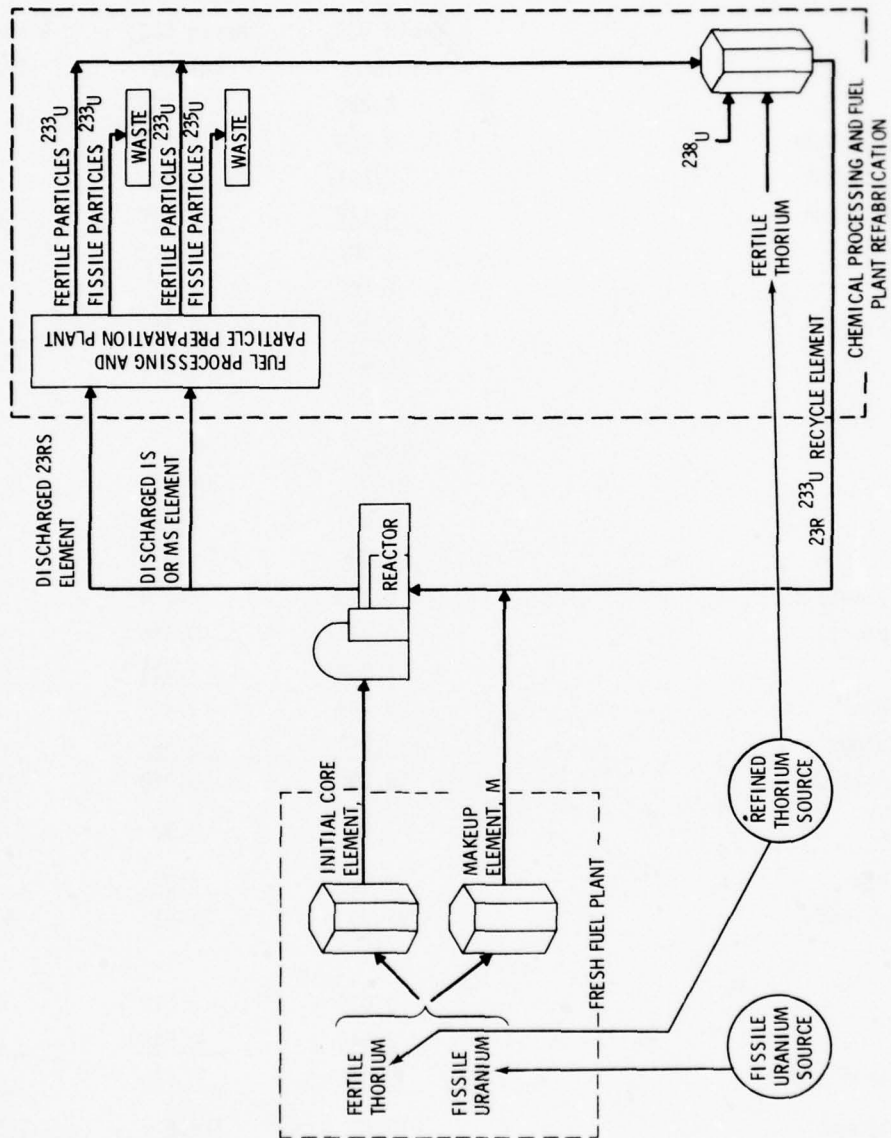 FISSILE
URANIUM
SOURCE
REFINED
THORIUM
SOURCE
FERTILE
THORIUM
FISSILE
URANIUM
FRESH FUEL PLANT
INITIAL CORE
ELEMENT,
MAKEUP
ELEMENT, M
REACTOR
DISCHARGED 23RS
ELEMENT
DISCHARGED IS
OR MS ELEMENT
FUEL PROCESSING AND
PARTICLE PREPARATION PLANT
FERTILE PARTICLES ²³³U
FISSILE PARTICLES ²³³U
WASTE
FERTILE PARTICLES ²³³U
FISSILE PARTICLES ²³⁵U
WASTE
²³⁸U
FERTILE
THORIUM
23R ²³³U RECYCLE ELEMENT
CHEMICAL PROCESSING AND FUEL
PLANT REFABRICATION